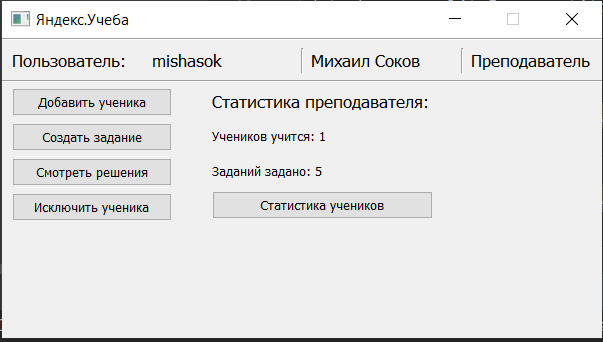 Яндекс.Учеба
Пользователь: mishasok Михаил Соков Преподаватель
Добавить ученика
Создать задание
Смотреть решения
Исключить ученика
Статистика преподавателя:
Учеников учится: 1
Заданий задано: 5
Статистика учеников